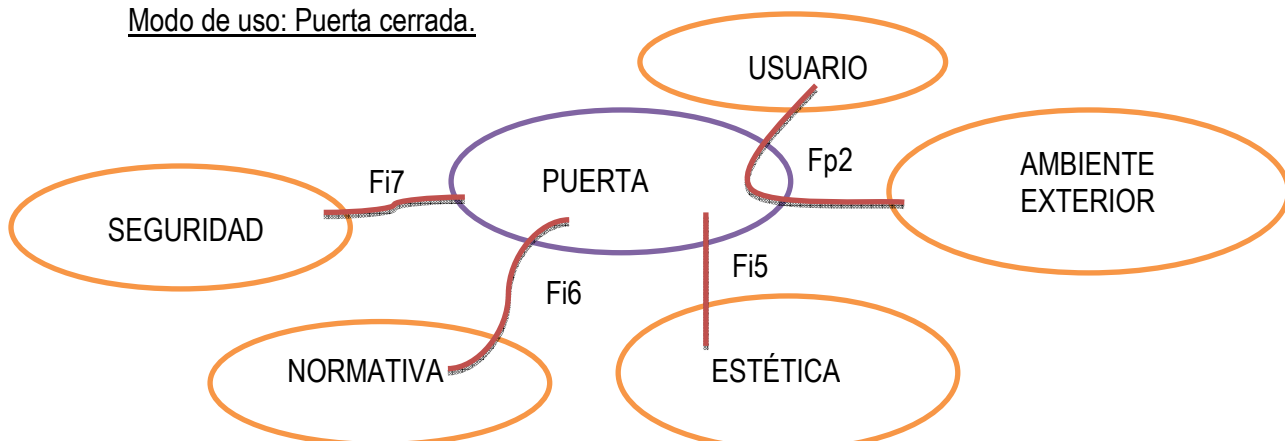 Modo de uso: Puerta cerrada.
USUARIO
Fp2
AMBIENTE
EXTERIOR
PUERTA
Fi7
SEGURIDAD
Fi5
Fi6
NORMATIVA
ESTÉTICA